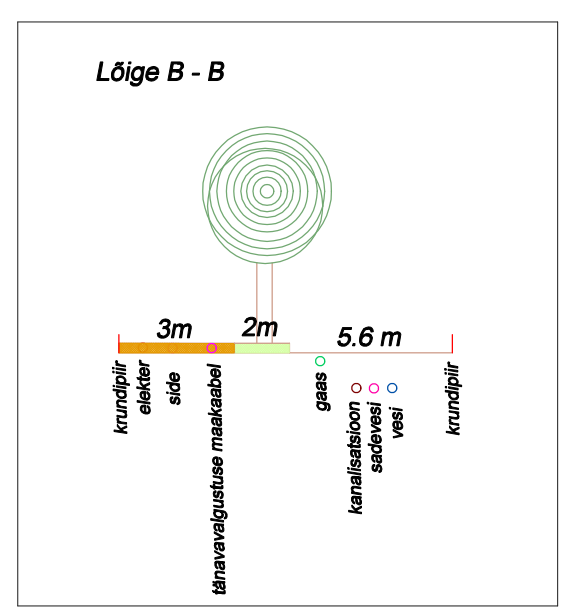 Lõige B - B
3m
2m
5.6 m
krundipiir
elekter
side
tänavavalgustuse maakaabel
gaas
kanalisatsioon
sadevesi
vesi
krundipiir